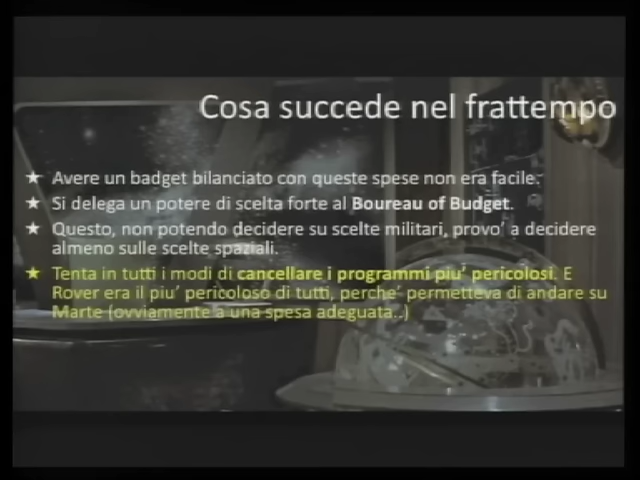 Cosa succede nel frattempo
★ Avere un badget bilanciato con queste spese non era facile.
★ Si delega un potere di scelta forte al Boureau of Budget.
★ Questo, non potendo decidere su scelte militari, provo' a decidere
almeno sulle scelte spaziali.
★ Tenta in tutti i modi di cancellare i programmi piu' pericolosi. E
Rover era il piu' pericoloso di tutti, perche' permetteva di andare su
Marte (ovviamente a una spesa adeguata..)